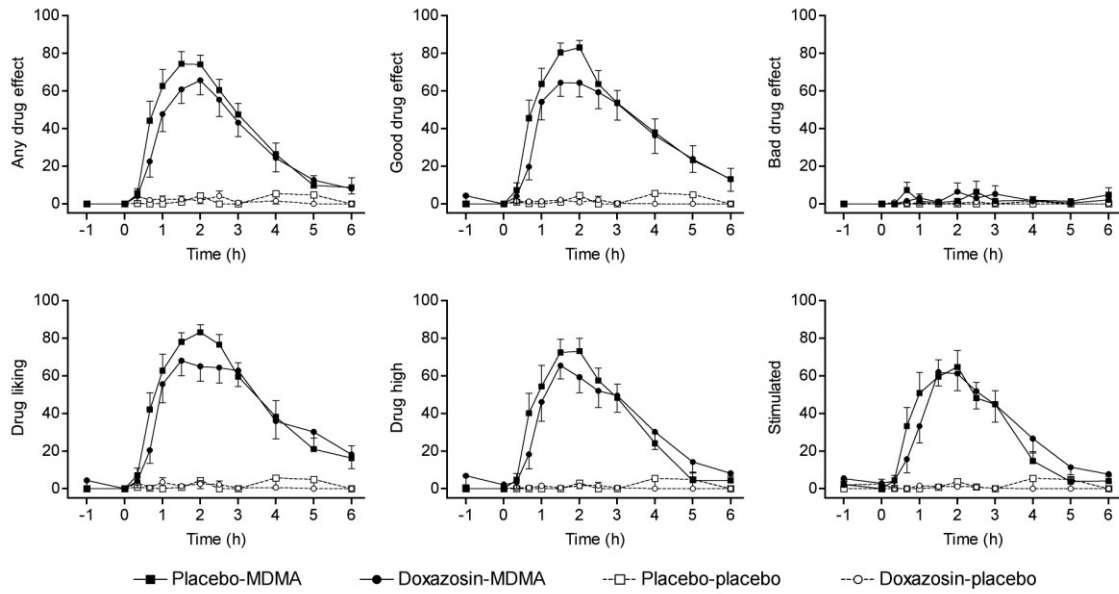 Any drug effect
100
80
60
40
20
0
-1 0 1 2 3 4 5 6
Time (h)
Good drug effect
100
80
60
40
20
0
-1 0 1 2 3 4 5 6
Time (h)
Bad drug effect
100
80
60
40
20
0
-1 0 1 2 3 4 5 6
Time (h)
Drug liking
100
80
60
40
20
0
-1 0 1 2 3 4 5 6
Time (h)
Drug high
100
80
60
40
20
0
-1 0 1 2 3 4 5 6
Time (h)
Stimulated
100
80
60
40
20
0
-1 0 1 2 3 4 5 6
Time (h)
Placebo-MDMA Doxazosin-MDMA Placebo-placebo Doxazosin-placebo